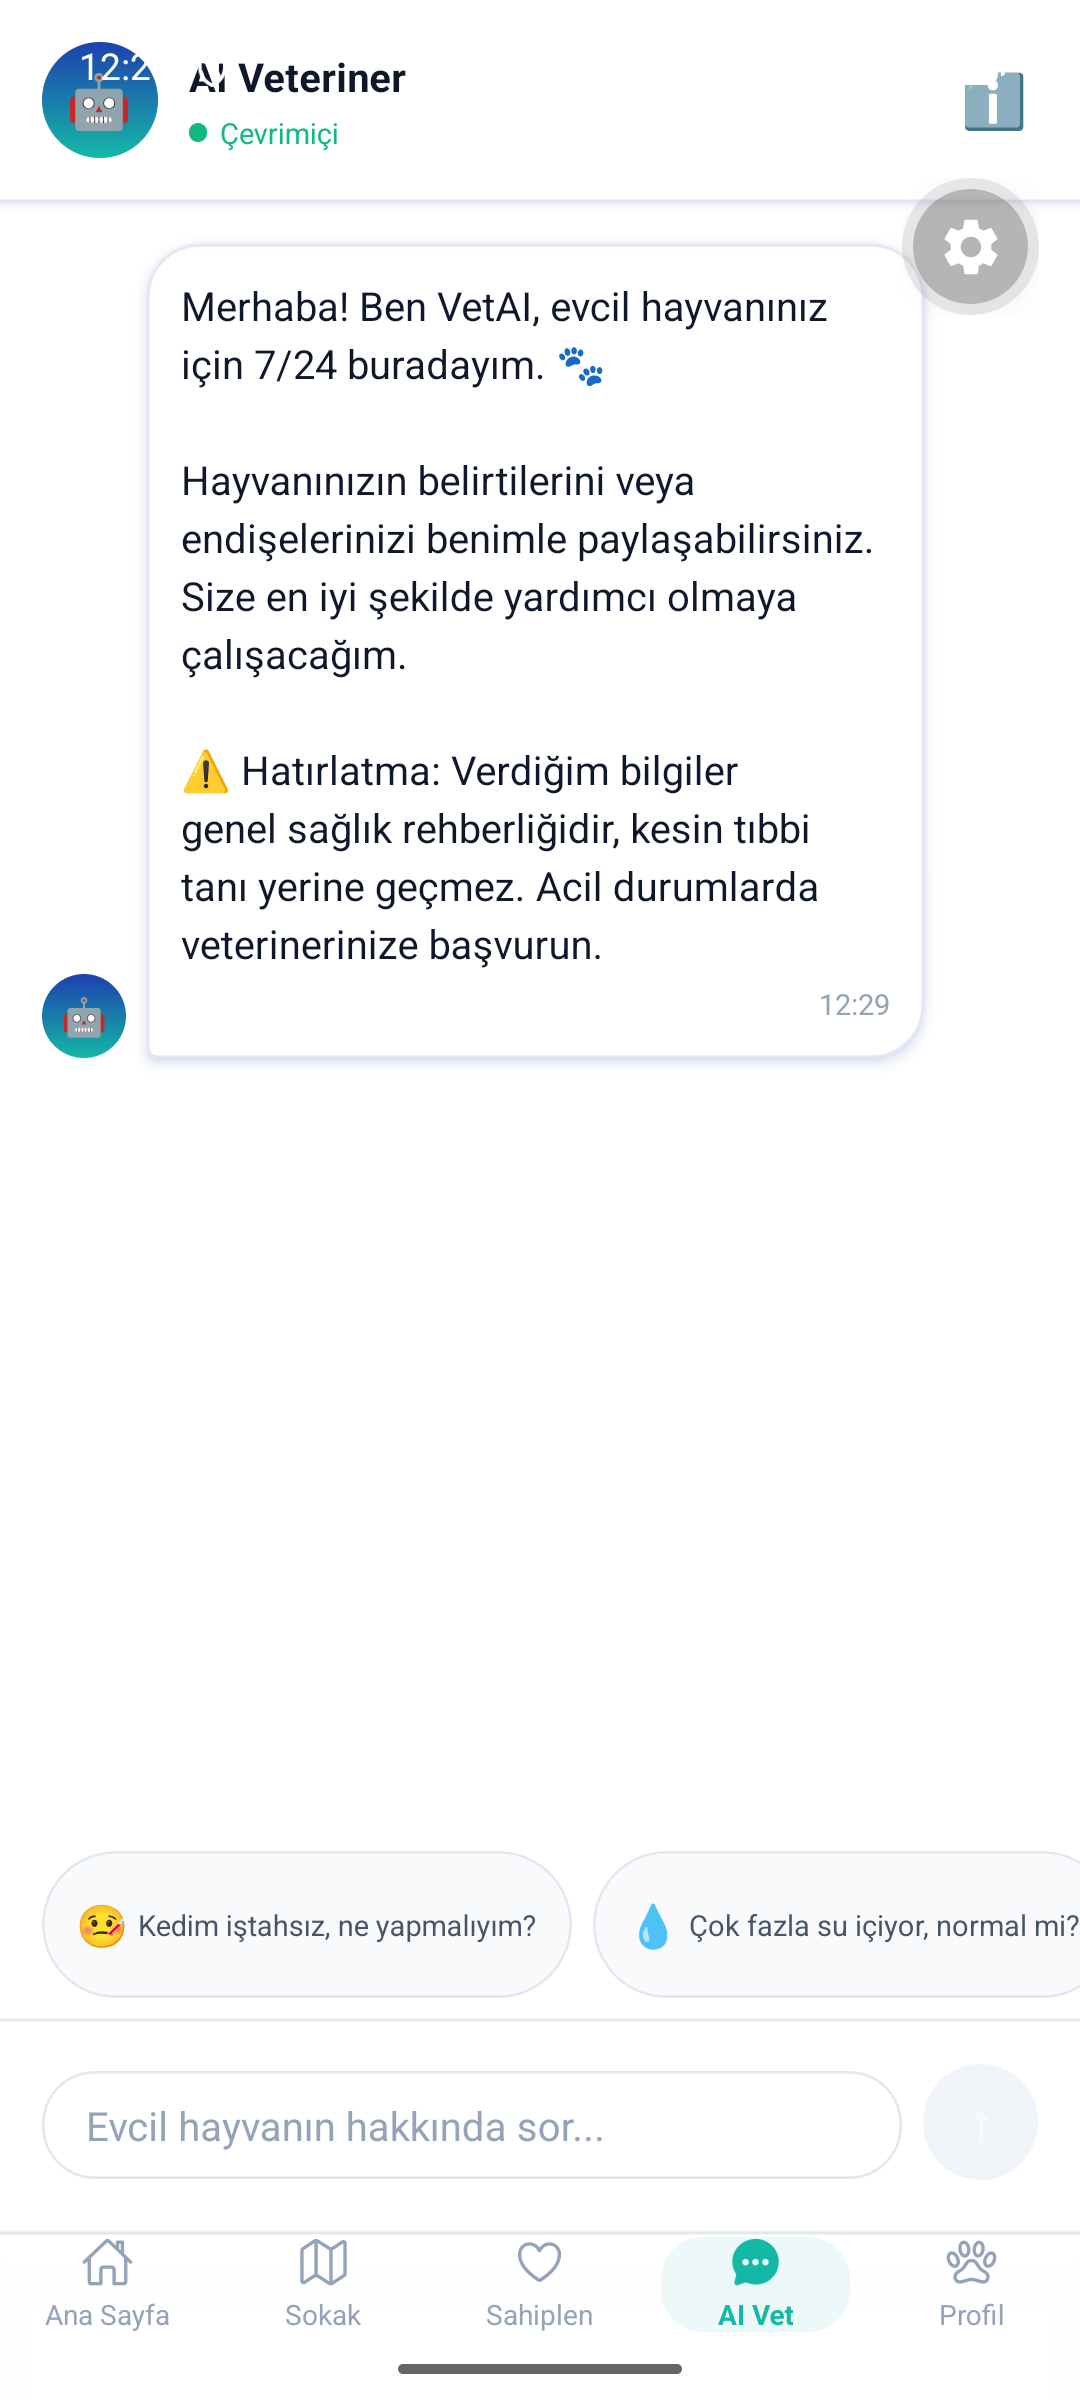 12:2
AI Veteriner
Çevrimiçi
Merhaba! Ben VetAI, evcil hayvanınız
için 7/24 buradayım. 🐾
Hayvanınızın belirtilerini veya
endişelerinizi benimle paylaşabilirsiniz.
Size en iyi şekilde yardımcı olmaya
çalışacağım.
⚠️ Hatırlatma: Verdiğim bilgiler
genel sağlık rehberliğidir, kesin tıbbi
tanı yerine geçmez. Acil durumlarda
veterinerinize başvurun.
12:29
🤒 Kedim iştahsız, ne yapmalıyım?
💧 Çok fazla su içiyor, normal mi?
Evcil hayvanın hakkında sor...
Ana Sayfa
Sokak
Sahiplen
AI Vet
Profil